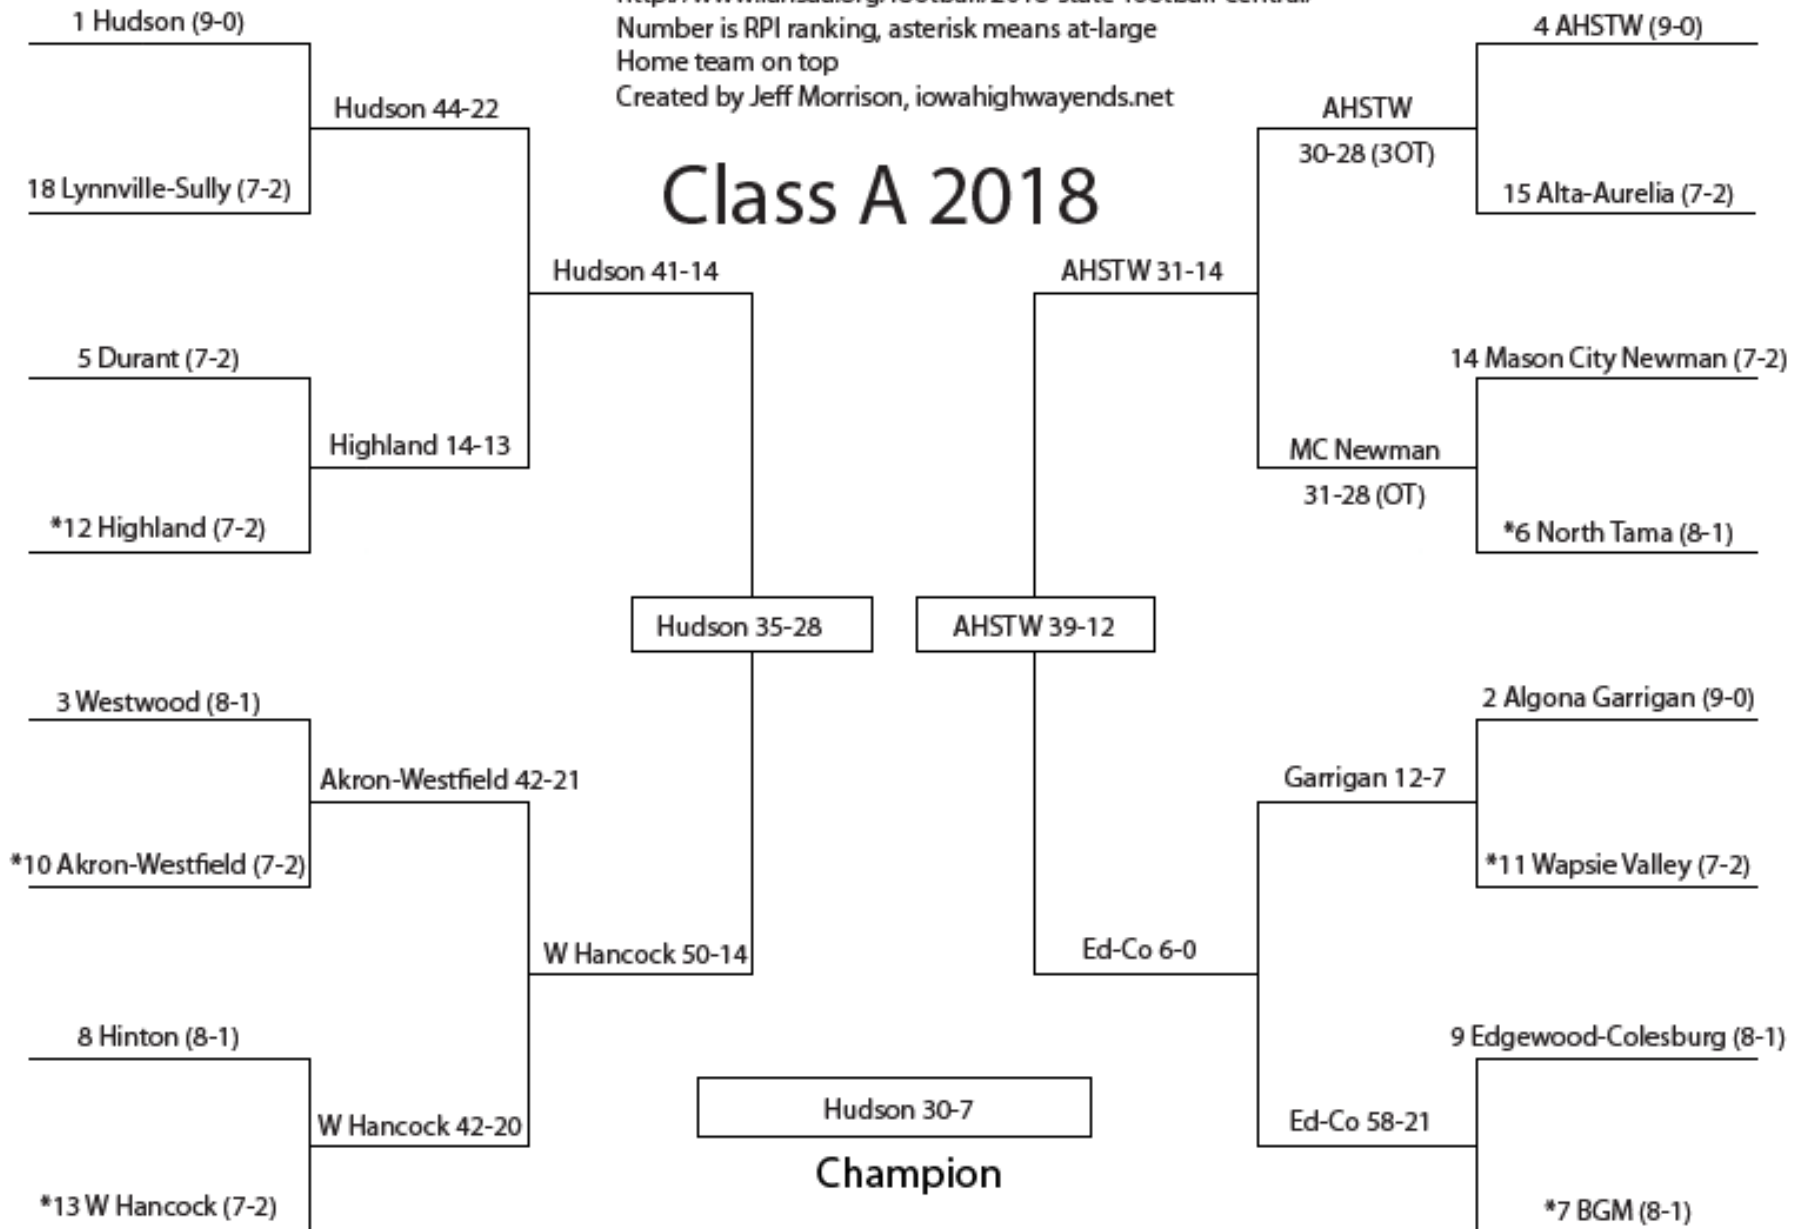 Number is RPI ranking, asterisk means at-large
Home team on top
Created by Jeff Morrison, iowahighwayends.net
Class A 2018
1 Hudson (9-0)
Hudson 44-22
18 Lynnville-Sully (7-2)
Hudson 41-14
5 Durant (7-2)
Highland 14-13
*12 Highland (7-2)
Hudson 35-28
3 Westwood (8-1)
Akron-Westfield 42-21
*10 Akron-Westfield (7-2)
W Hancock 50-14
8 Hinton (8-1)
W Hancock 42-20
*13 W Hancock (7-2)
4 AHSTW (9-0)
AHSTW
30-28 (3OT)
15 Alta-Aurelia (7-2)
AHSTW 31-14
14 Mason City Newman (7-2)
MC Newman
31-28 (OT)
*6 North Tama (8-1)
AHSTW 39-12
2 Algona Garrigan (9-0)
Garrigan 12-7
*11 Wapsie Valley (7-2)
Ed-Co 6-0
9 Edgewood-Colesburg (8-1)
Ed-Co 58-21
*7 BGM (8-1)
Hudson 30-7
Champion